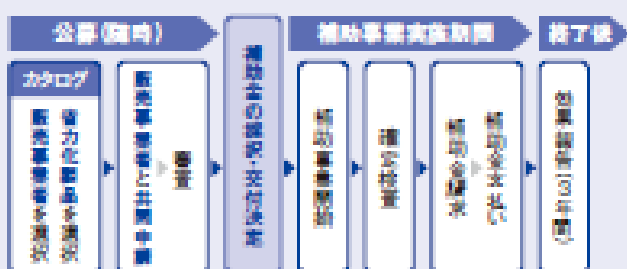 公募(随時)
補助事業実施期間
終了後
カタログ
省力化製品を選択
販売事業者を選択
販売事業者と共同申請
審査
補助金の採択・交付決定
補助事業開始
補助金請求
補助金支払い
効果報告(3年間)